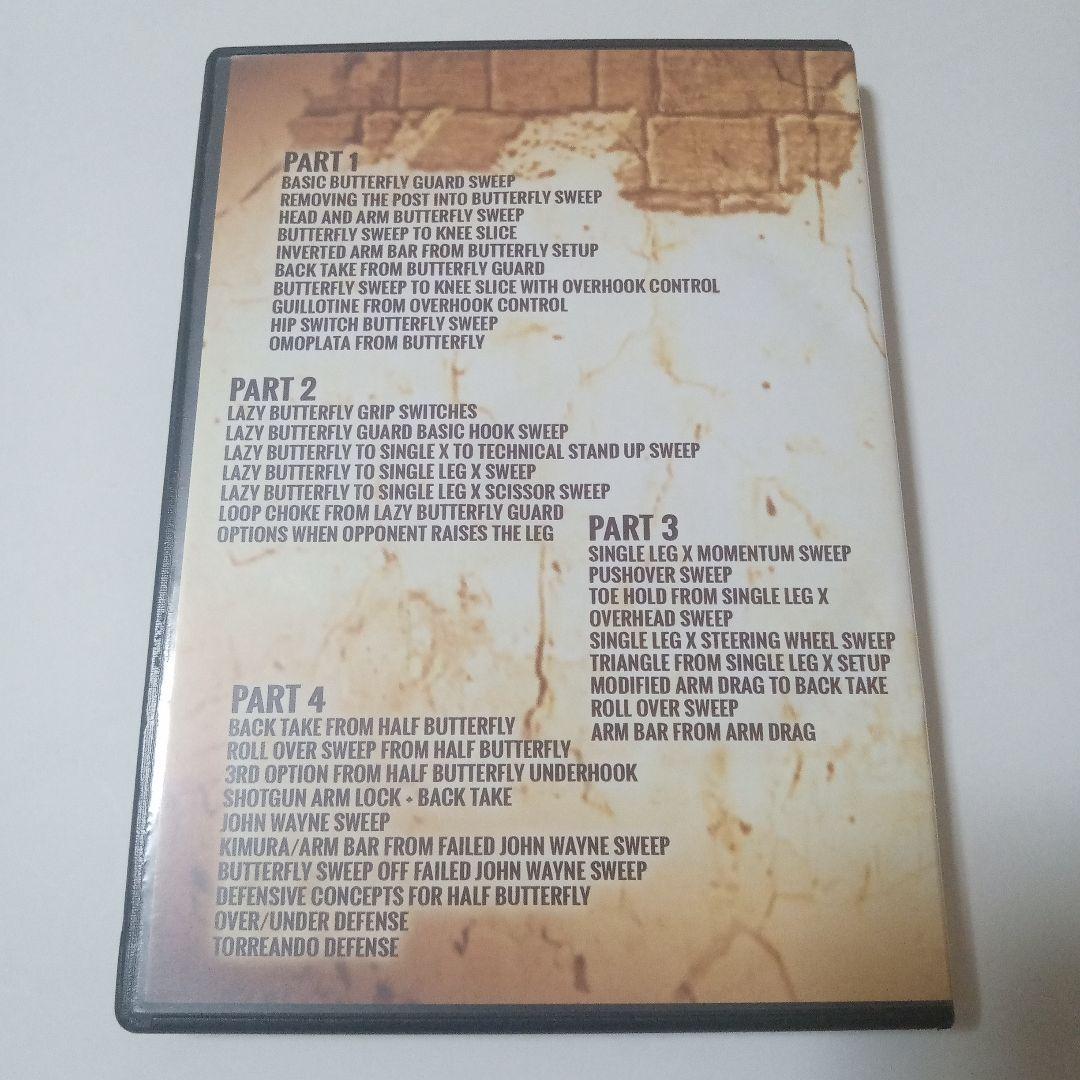 PART 1
BASIC BUTTERFLY GUARD SWEEP
REMOVING THE POST INTO BUTTERFLY SWEEP
HEAD AND ARM BUTTERFLY SWEEP
BUTTERFLY SWEEP TO KNEE SLICE
INVERTED ARM BAR FROM BUTTERFLY SETUP
BACK TAKE FROM BUTTERFLY GUARD
BUTTERFLY SWEEP TO KNEE SLICE WITH OVERHOOK CONTROL
GUILLOTINE FROM OVERHOOK CONTROL
HIP SWITCH BUTTERFLY SWEEP
OMOPLATA FROM BUTTERFLY
PART 2
LAZY BUTTERFLY GRIP SWITCHES
LAZY BUTTERFLY GUARD BASIC HOOK SWEEP
LAZY BUTTERFLY TO SINGLE X TO TECHNICAL STAND UP SWEEP
LAZY BUTTERFLY TO SINGLE LEG X SWEEP
LAZY BUTTERFLY TO SINGLE LEG X SCISSOR SWEEP
LOOP CHOKE FROM LAZY BUTTERFLY GUARD
OPTIONS WHEN OPPONENT RAISES THE LEG
PART 3
SINGLE LEG X MOMENTUM SWEEP
PUSHOVER SWEEP
TOE HOLD FROM SINGLE LEG X
OVERHEAD SWEEP
SINGLE LEG X STEERING WHEEL SWEEP
TRIANGLE FROM SINGLE LEG X SETUP
MODIFIED ARM DRAG TO BACK TAKE
ROLL OVER SWEEP
ARM BAR FROM ARM DRAG
PART 4
BACK TAKE FROM HALF BUTTERFLY
ROLL OVER SWEEP FROM HALF BUTTERFLY
3RD OPTION FROM HALF BUTTERFLY UNDERHOOK
SHOTGUN ARM LOCK + BACK TAKE
JOHN WAYNE SWEEP
KIMURA/ARM BAR FROM FAILED JOHN WAYNE SWEEP
BUTTERFLY SWEEP OFF FAILED JOHN WAYNE SWEEP
DEFENSIVE CONCEPTS FOR HALF BUTTERFLY
OVER/UNDER DEFENSE
TORREANDO DEFENSE